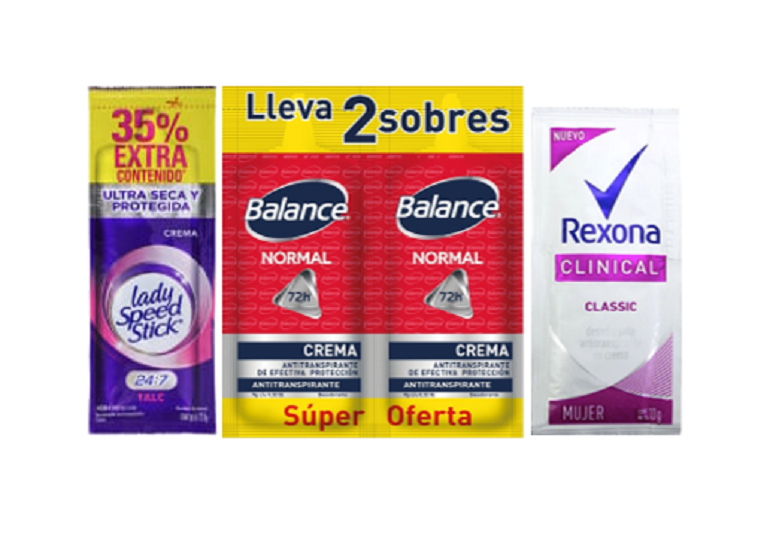 35%
EXTRA
CONTENIDO
ULTRA SECA Y
PROTEGIDA
CREMA
lady
Speed
Stick
24:7
TALC
Lleva 2 sobres
Balance
NORMAL
72H
CREMA
ANTITRANSPIRANTE
DE EFECTIVA PROTECCIÓN
ANTITRANSPIRANTE
Balance
NORMAL
72H
CREMA
ANTITRANSPIRANTE
DE EFECTIVA PROTECCIÓN
ANTITRANSPIRANTE
Súper Oferta
NUEVO
Rexona
CLINICAL
CLASSIC
MUJER